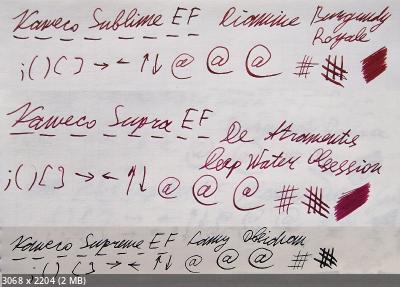 Kaweco Sublime EF Diamine Burgundy
Royale
; ( ) [ ] → ← ↑ ↓ @ @ @ # #
Kaweco Supra EF De Atramentis
Deep Water Obsession
; ( ) [ ] → ← ↑ ↓ @ @ @ # #
Kaweco Supreme EF Lamy Obsidian
; ( ) [ ] → ← ↑ ↓ @ @ @ # #
3068 x 2204 (2 MB)